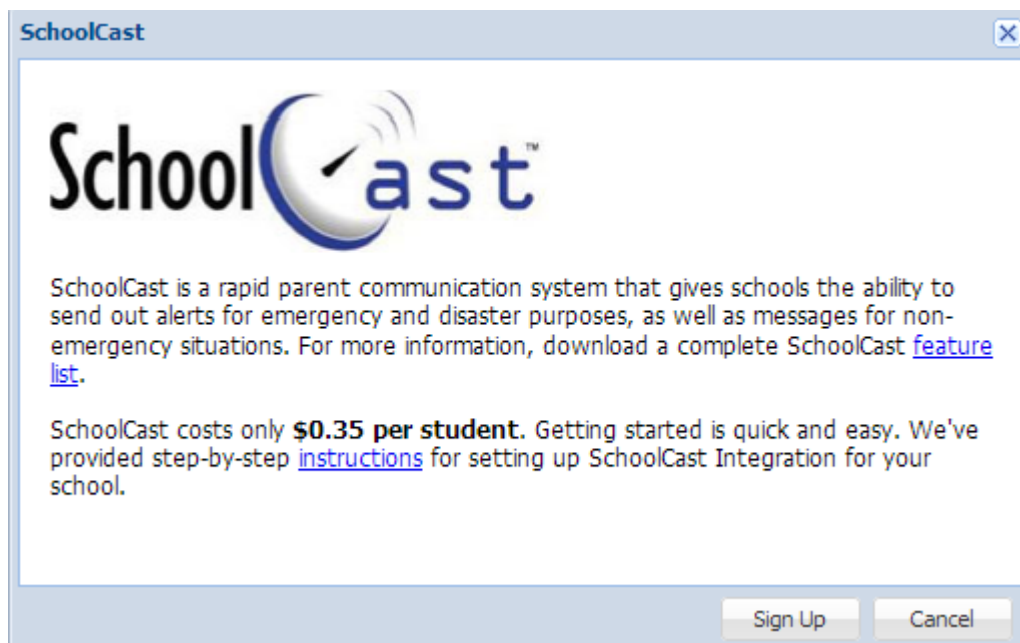 SchoolCast
SchoolCast™
SchoolCast is a rapid parent communication system that gives schools the ability to
send out alerts for emergency and disaster purposes, as well as messages for non-
emergency situations. For more information, download a complete SchoolCast feature
list.
SchoolCast costs only $0.35 per student. Getting started is quick and easy. We've
provided step-by-step instructions for setting up SchoolCast Integration for your
school.
Sign Up Cancel